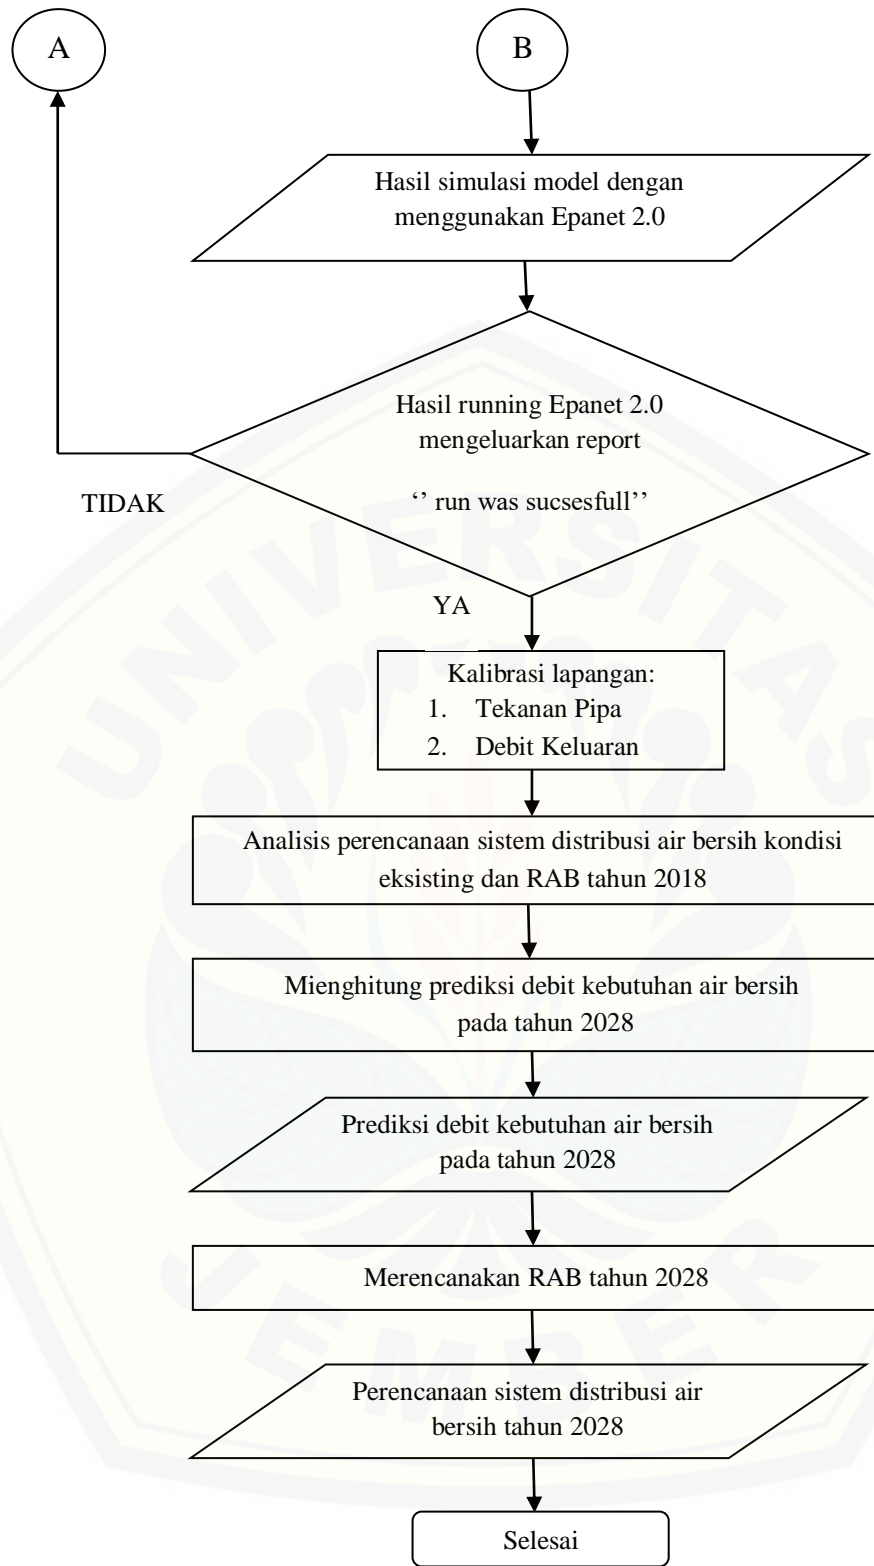 A
B
Hasil simulasi model dengan
menggunakan Epanet 2.0
Hasil running Epanet 2.0
mengeluarkan report
‘’ run was sucsesfull’’
TIDAK
YA
Kalibrasi lapangan:
1. Tekanan Pipa
2. Debit Keluaran
Analisis perencanaan sistem distribusi air bersih kondisi
eksisting dan RAB tahun 2018
Mienghitung prediksi debit kebutuhan air bersih
pada tahun 2028
Prediksi debit kebutuhan air bersih
pada tahun 2028
Merencanakan RAB tahun 2028
Perencanaan sistem distribusi air
bersih tahun 2028
Selesai
UNIVERSITAS
JEMBER